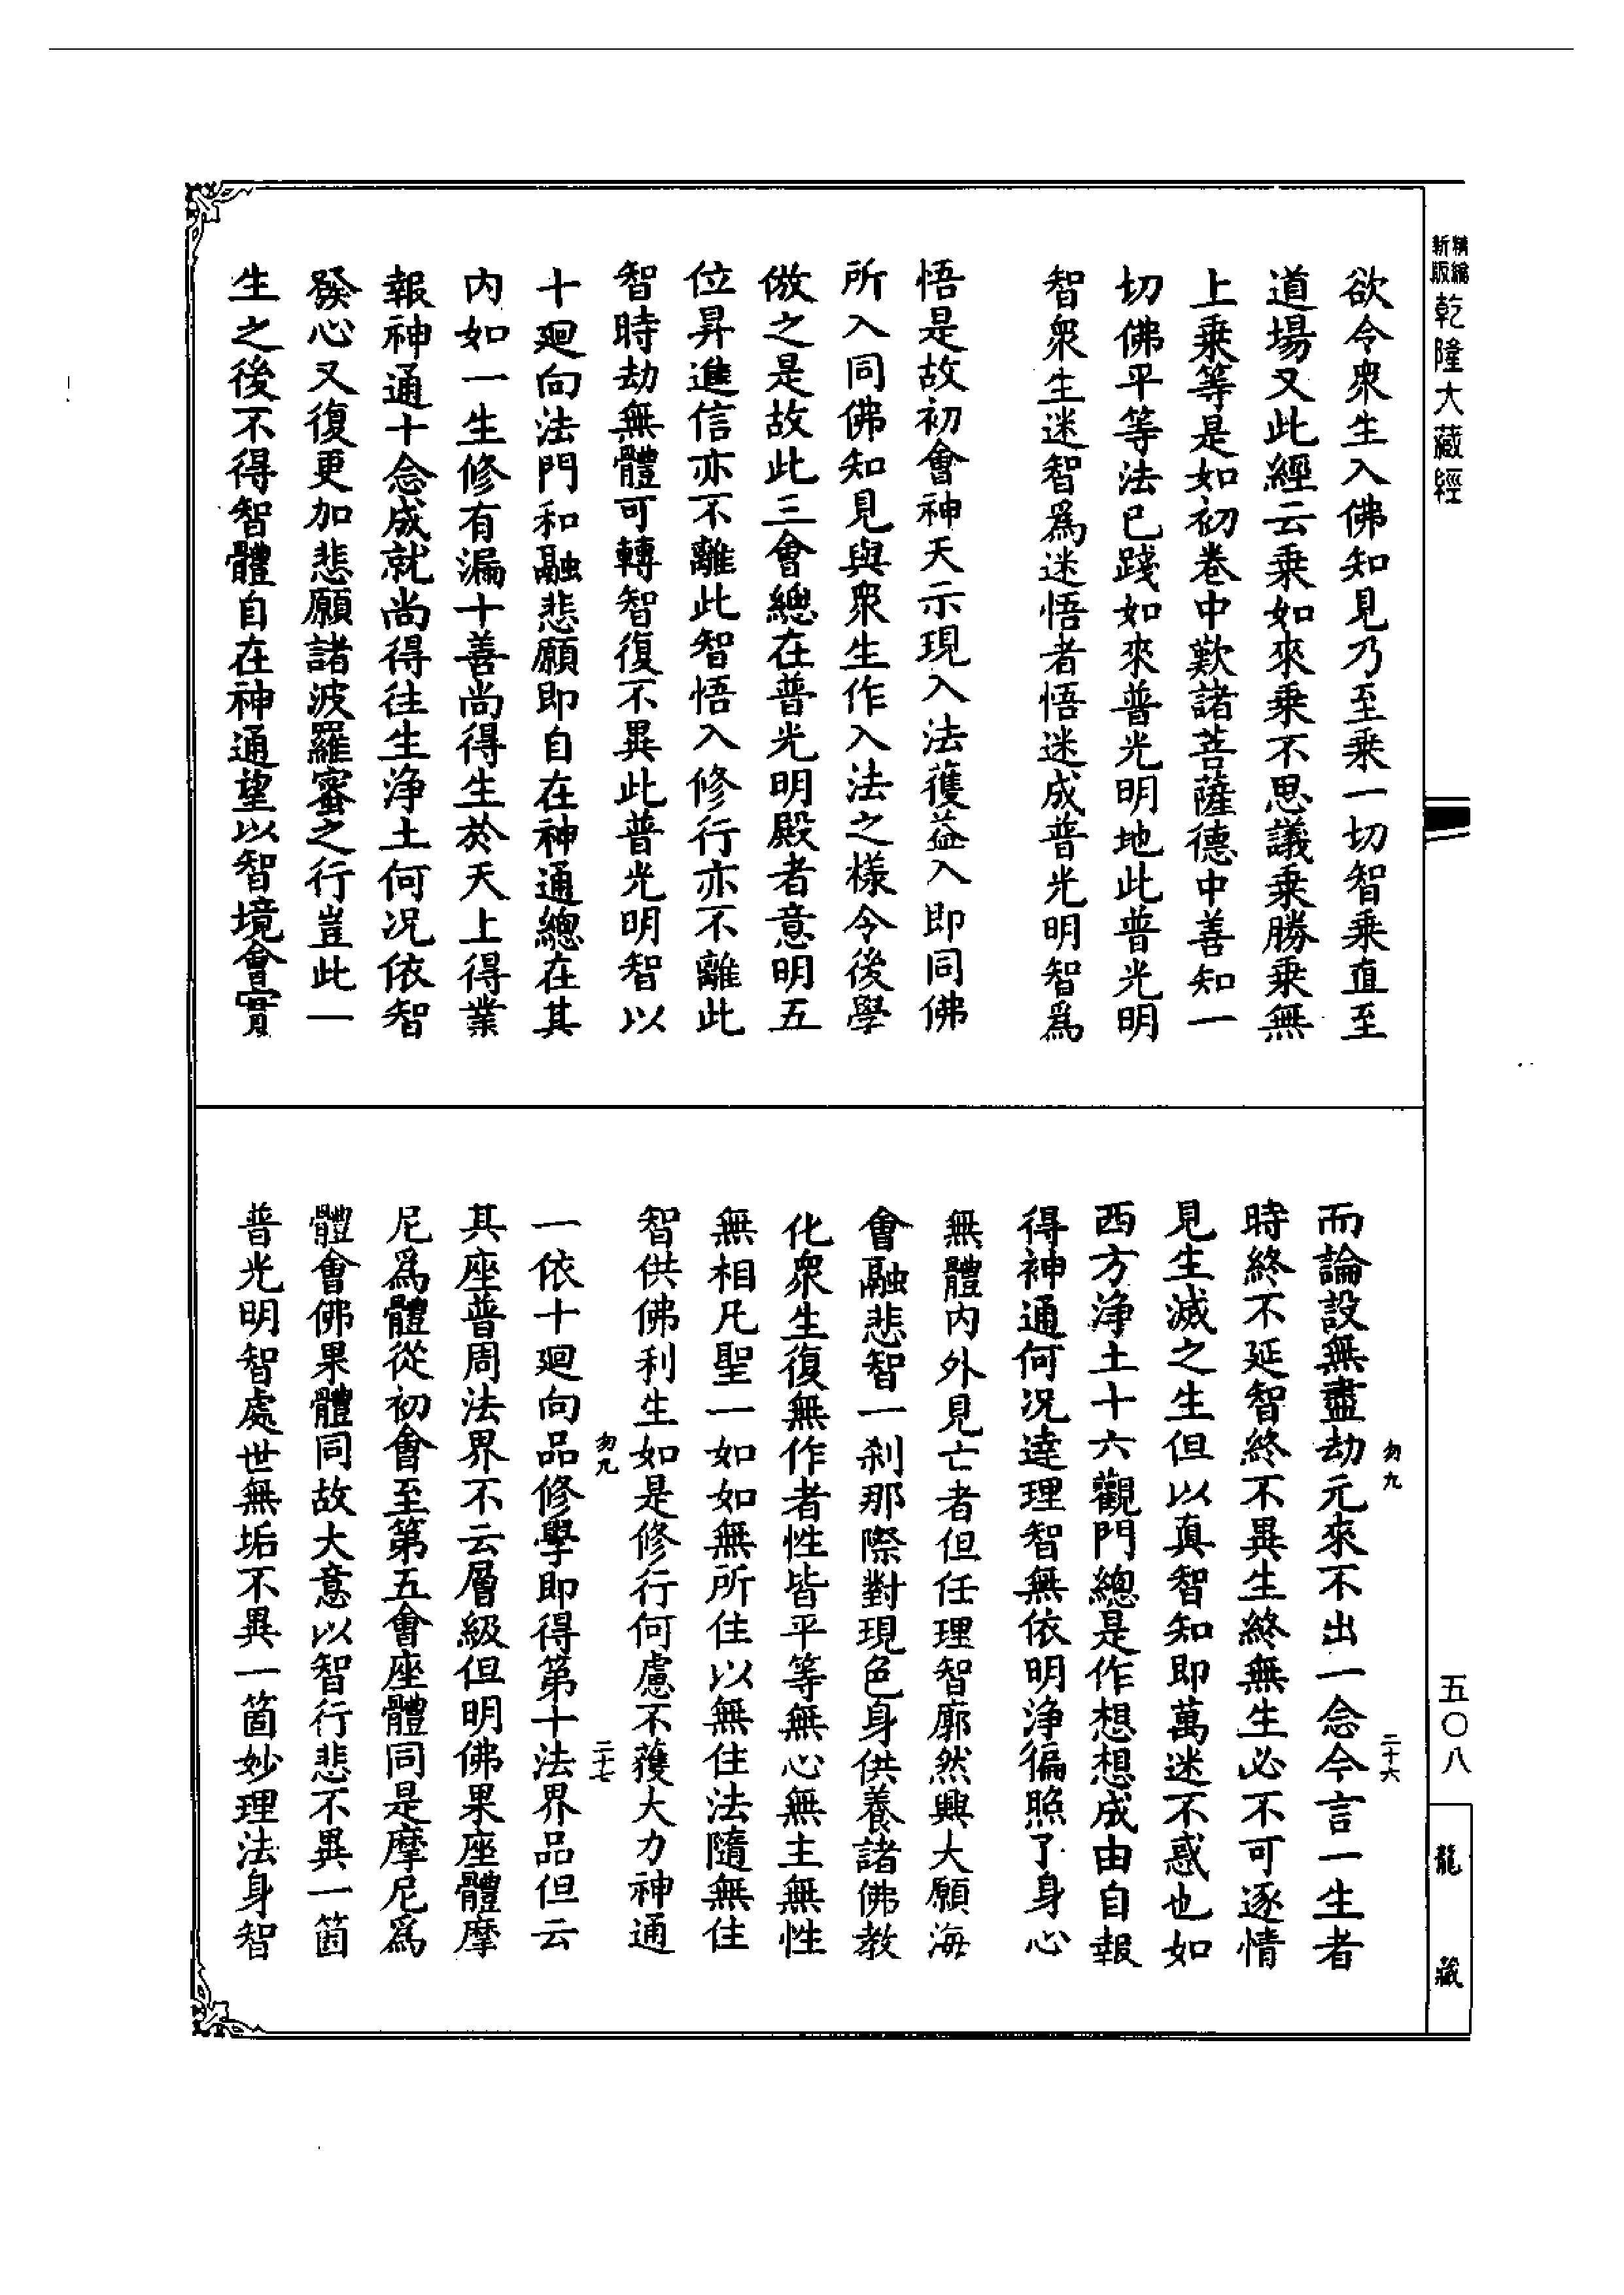 精編
新版
乾隆大藏經
欲令衆生入佛知見乃至乗一切智乗直至
道場又此經云乗如來乗不思議乗勝乗無
上乗等是如初卷中歎諸菩薩德中善知一
切佛平等法已踐如來普光明地此普光明
智衆生迷智爲迷悟者悟迷成普光明智爲
悟是故初會神天示現入法獲益入即同佛
所入同佛知見與衆生作入法之樣令後學
倣之是故此三會總在普光明殿者意明五
位昇進信亦不離此智悟入修行亦不離此
智時劫無體可轉智復不異此普光明智以
十廻向法門和融悲願即自在神通總在其
内如一生修有漏十善尚得生於天上得業
報神通十念成就尚得往生浄土何况依智
發心又復更加悲願諸波羅蜜之行豈此一
生之後不得智體自在神通望以智境會實
而論設無盡劫元來不出一念今言一生者
時終不延智終不異生終無生必不可逐情
見生滅之生但以真智知即萬迷不惑也如
西方浄土十六觀門總是作想想成由自報
得神通何况達理智無依明浄徧照了身心
無體内外見亡者但任理智廓然興大願海
會融悲智一刹那際對現色身供養諸佛教
化衆生復無作者性皆平等無心無主無性
無相凡聖一如如無所住以無住法隨無住
智供佛利生如是修行何慮不獲大力神通
一依十廻向品修學即得第十法界品但云
其座普周法界不云層級但明佛果座體摩
尼爲體從初會至第五會座體同是摩尼爲
體會佛果體同故大意以智行悲不異一箇
普光明智處世無垢不異一箇妙理法身智
勿九
二十六
勿九
二十七
五〇八
龍藏